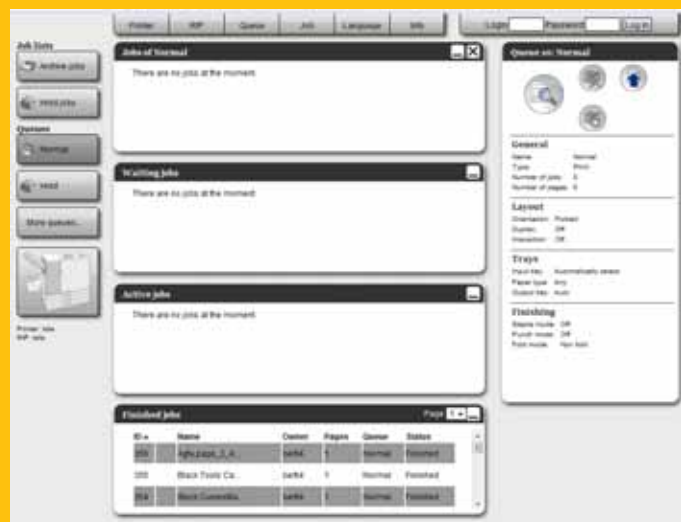 Printer RIP Queue Job Language Info
Login Password Log in
Job lists
Archive jobs
Hold jobs
Queues
Normal
Hold
More queues...
Printer: Idle
RIP: Idle
Jobs of Normal
There are no jobs at the moment.
Waiting jobs
There are no jobs at the moment.
Active jobs
There are no jobs at the moment.
Finished jobs Page 1
ID Name Owner Pages Queue Status
1 Normal Finished
355 Black Tools Ca... 1 Normal Finished
354 1 Normal Finished
Queue on: Normal
General
Name Normal
Type Print
Number of jobs 0
Number of pages 0
Layout
Orientation Portrait
Duplex: Off
Imposition: Off
Trays
Input tray: Automatically select
Paper type: Any
Output tray: Auto
Finishing
Staple mode: Off
Punch mode: Off
Fold mode: Non fold